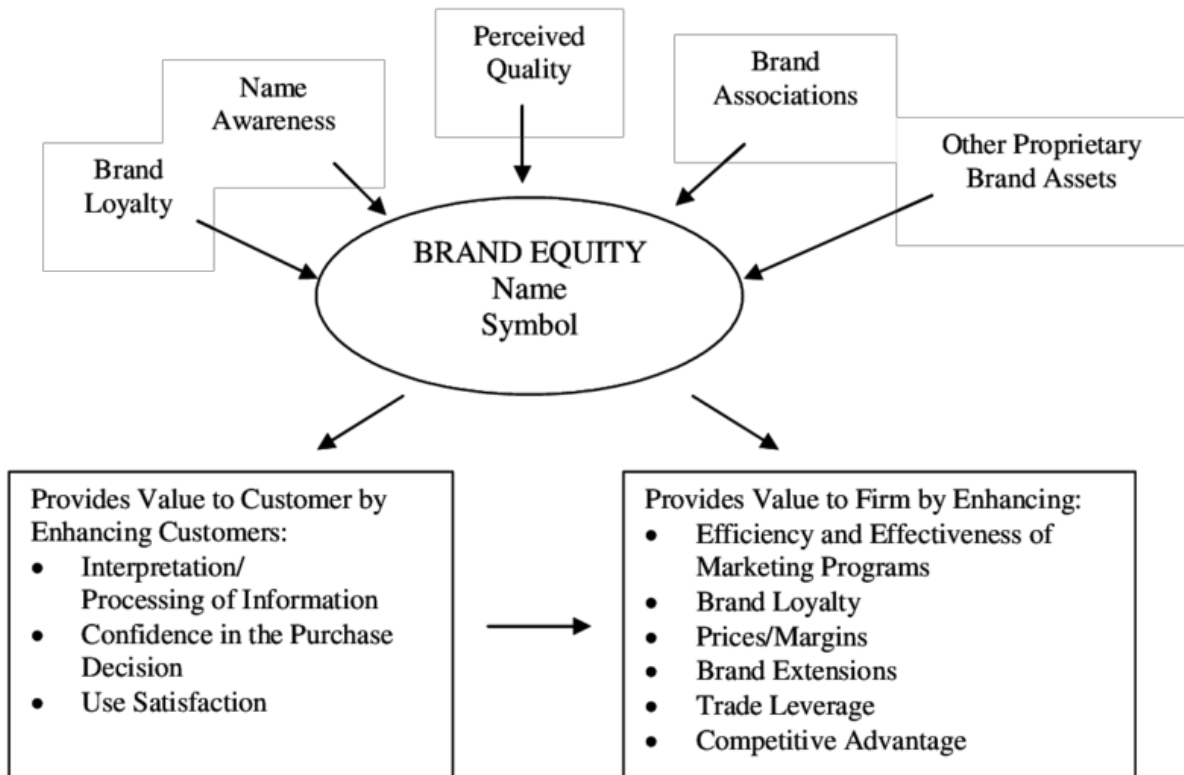 Perceived
Quality
Brand
Associations
Name
Awareness
Other Proprietary
Brand Assets
Brand
Loyalty
BRAND EQUITY
Name
Symbol
Provides Value to Customer by
Enhancing Customers:
• Interpretation/
Processing of Information
• Confidence in the Purchase
Decision
• Use Satisfaction
Provides Value to Firm by Enhancing:
• Efficiency and Effectiveness of
Marketing Programs
• Brand Loyalty
• Prices/Margins
• Brand Extensions
• Trade Leverage
• Competitive Advantage